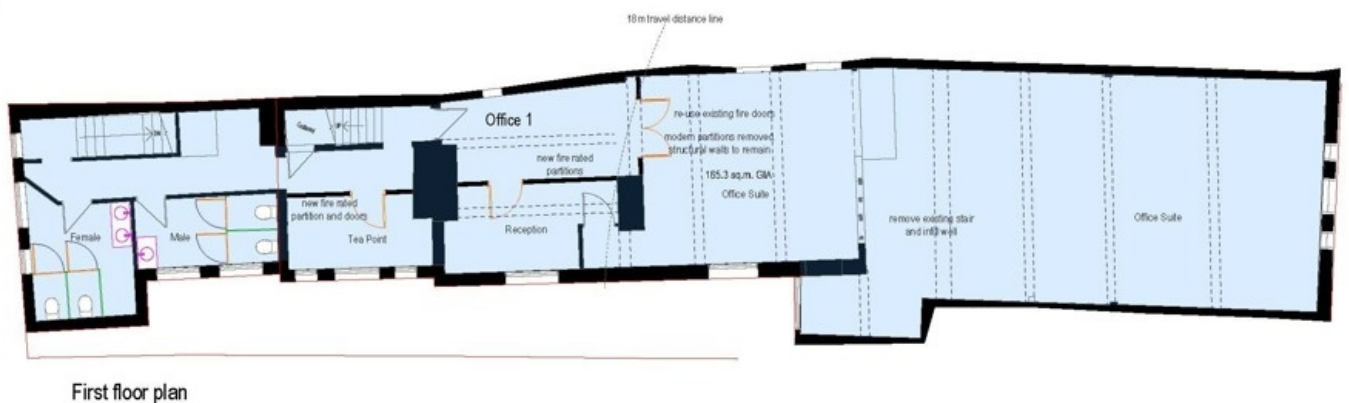 18m travel distance line
Office 1
re-use existing fire doors
modern partitions removed
structural walls to remain
new fire rated
partitions
165.3 sq.m. GIA
Office Suite
DN
UP
new fire rated
partition and doors
Tea Point
Reception
Female
Male
remove existing stair
and infill well
Office Suite
First floor plan